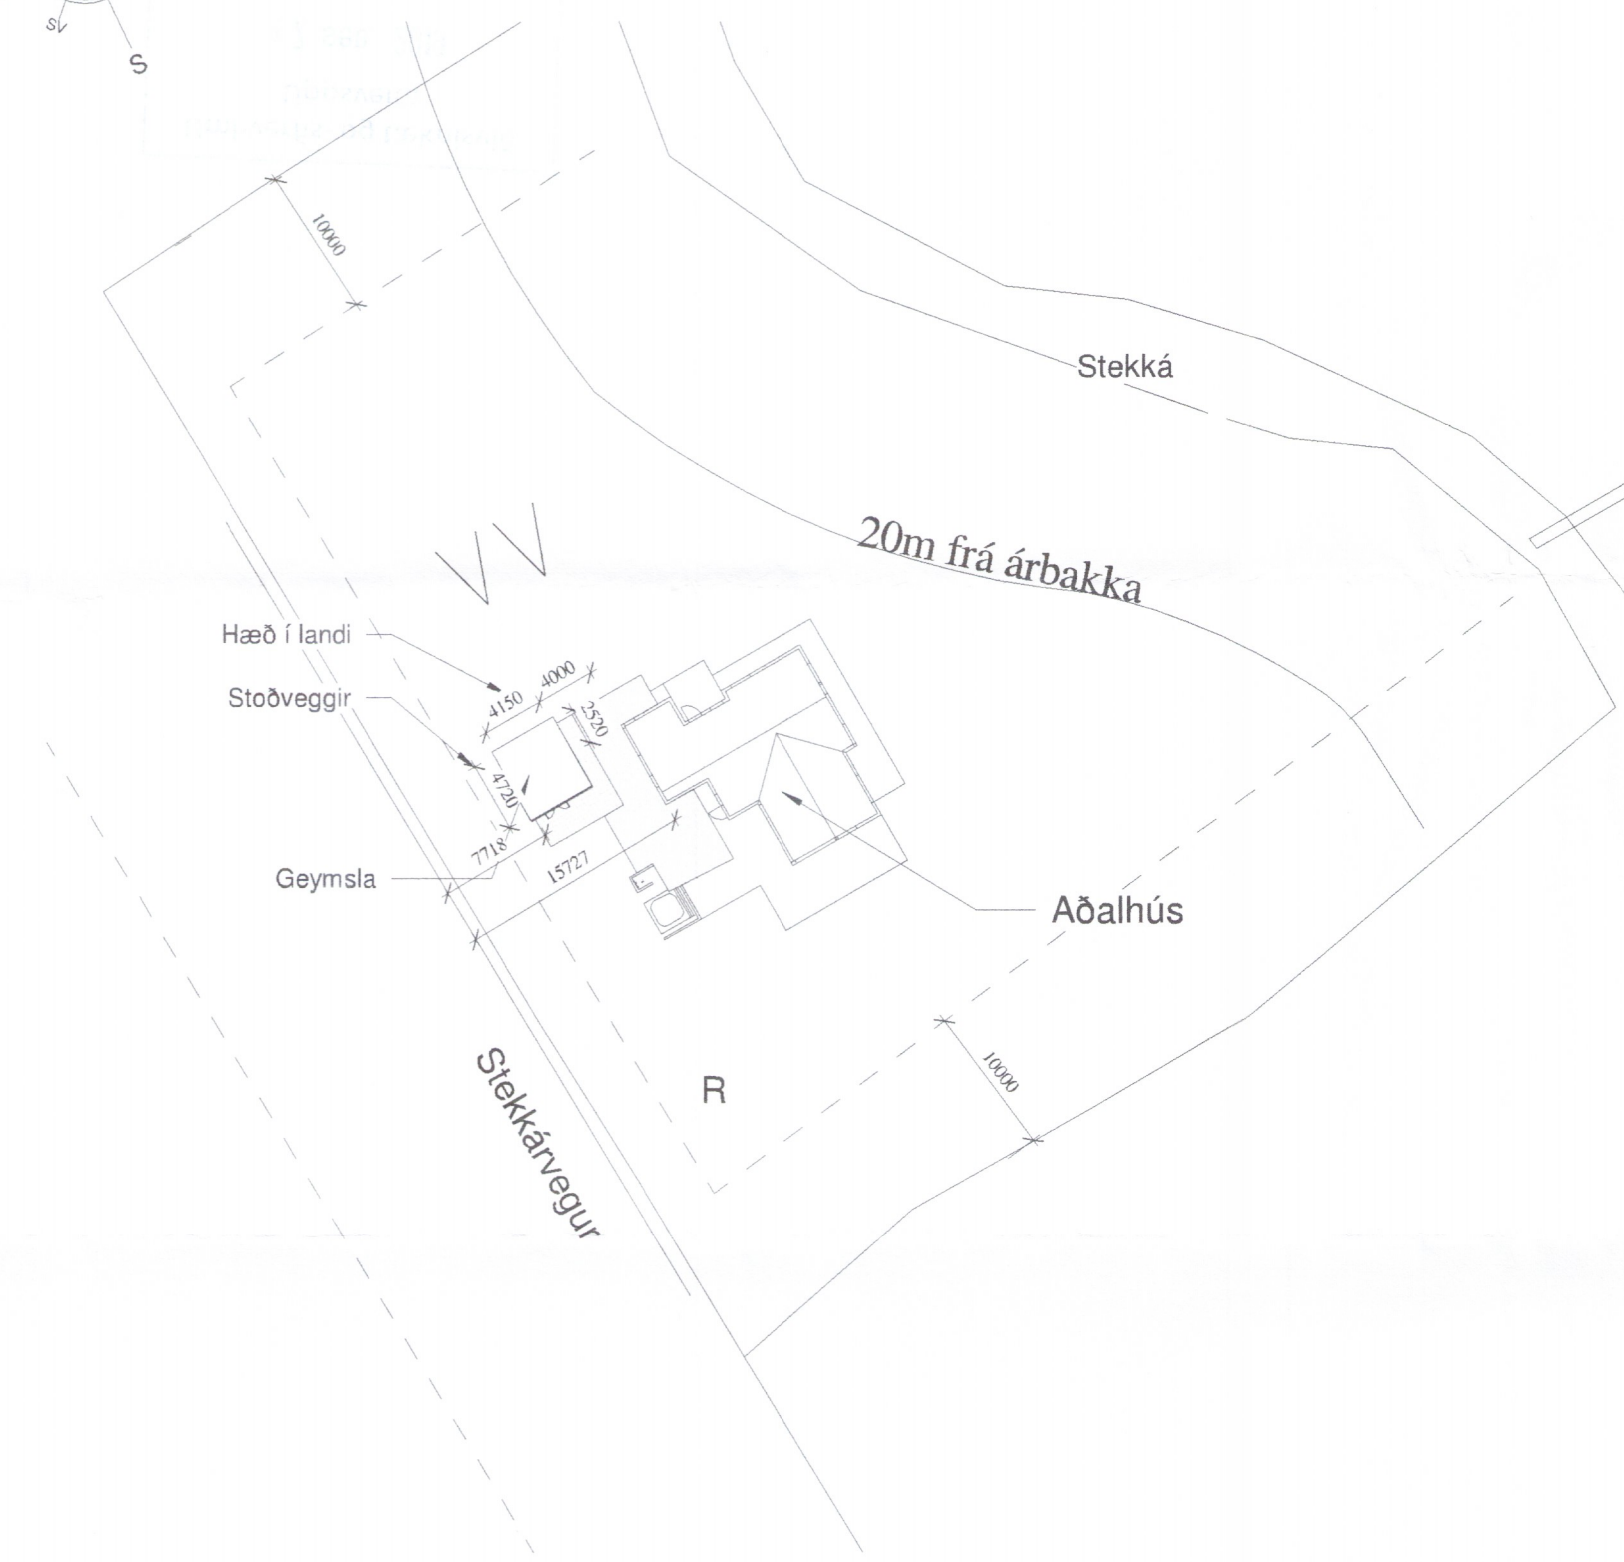 SV
S
10000
Stekká
20m frá árbakka
Hæð í landi
4000
Stoðveggir
4150
2520
4720
7718
15727
Geymsla
Aðalhús
10000
R
Stekkárvegur